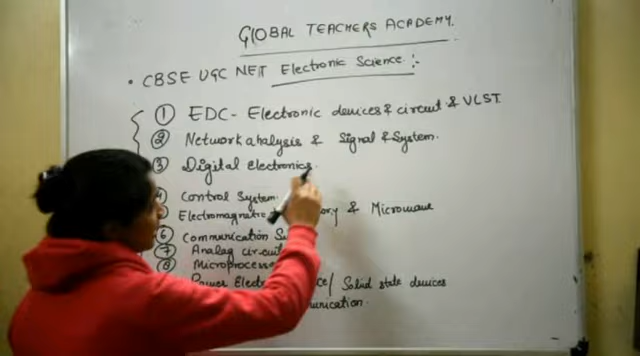 GLOBAL TEACHERS ACADEMY.
• CBSE UGC NET Electronic Science :-
① EDC - Electronic devices & circuit & VLSI
② Network analysis & Signal & System.
③ Digital electronics.
4 Control System.
Electromagnetic & Microwave
⑥ Communication
⑦ Analog circuit
⑧ Microprocess
Power Elect / Solid state devices